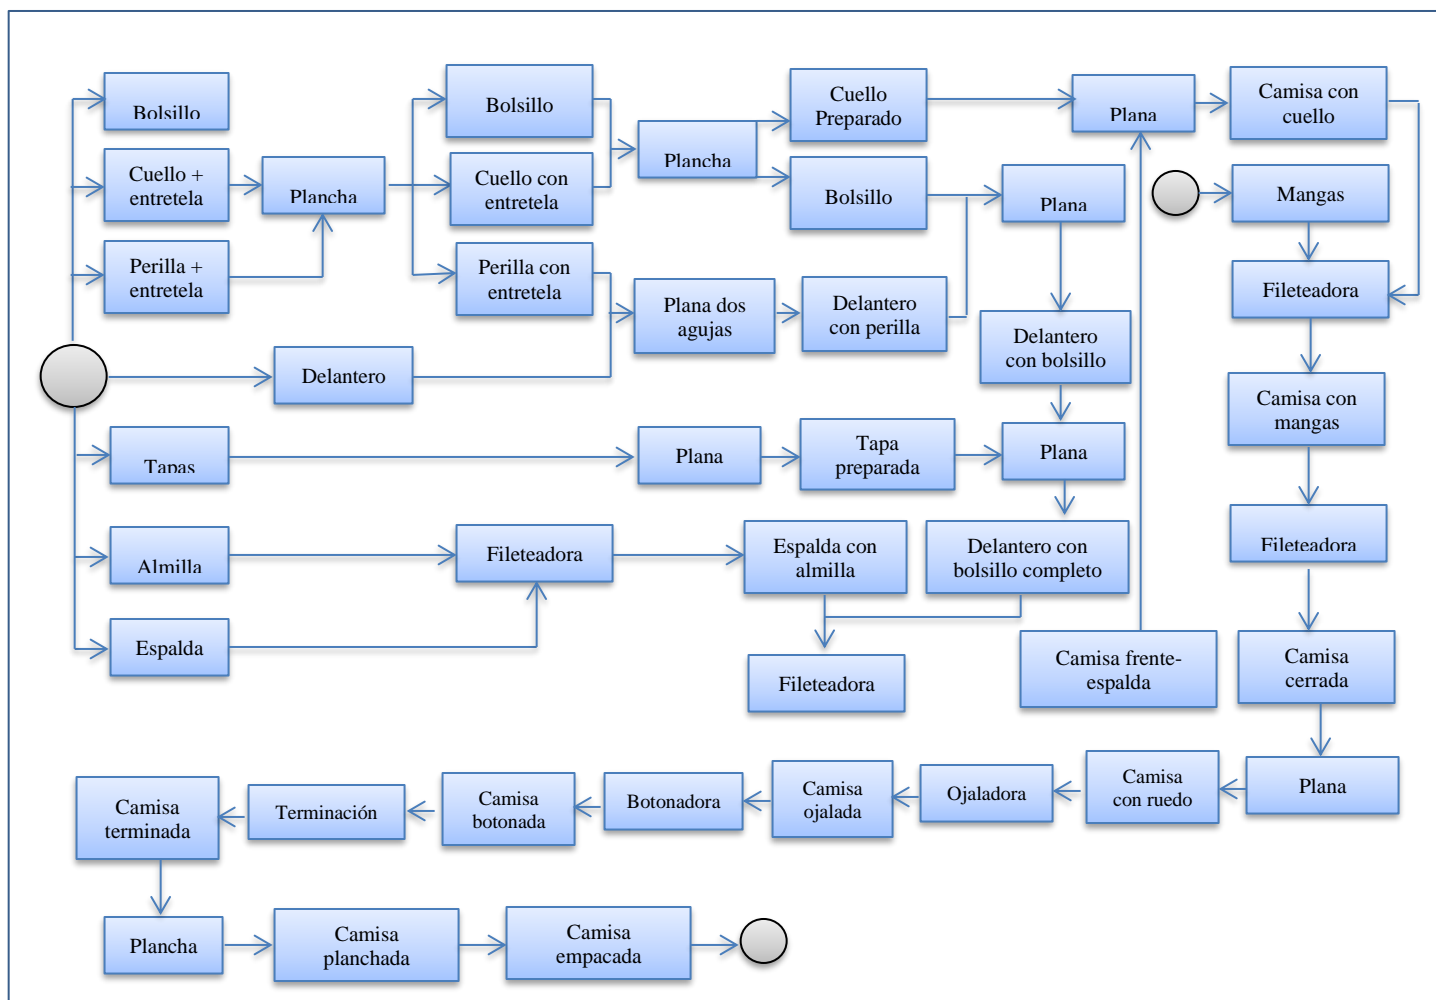 Bolsillo
Bolsillo
Cuello
Preparado
Plana
Camisa con
cuello
Cuello +
entretela
Plancha
Cuello con
entretela
Plancha
Bolsillo
Plana
Mangas
Perilla +
entretela
Perilla con
entretela
Plana dos
agujas
Delantero
con perilla
Fileteadora
Delantero
Delantero
con bolsillo
Camisa con
mangas
Tapas
Plana
Tapa
preparada
Plana
Almilla
Fileteadora
Espalda con
almilla
Delantero con
bolsillo completo
Fileteadora
Espalda
Fileteadora
Camisa frente-
espalda
Camisa
cerrada
Camisa
terminada
Terminación
Camisa
botonada
Botonadora
Camisa
ojalada
Ojaladora
Camisa
con ruedo
Plana
Plancha
Camisa
planchada
Camisa
empacada